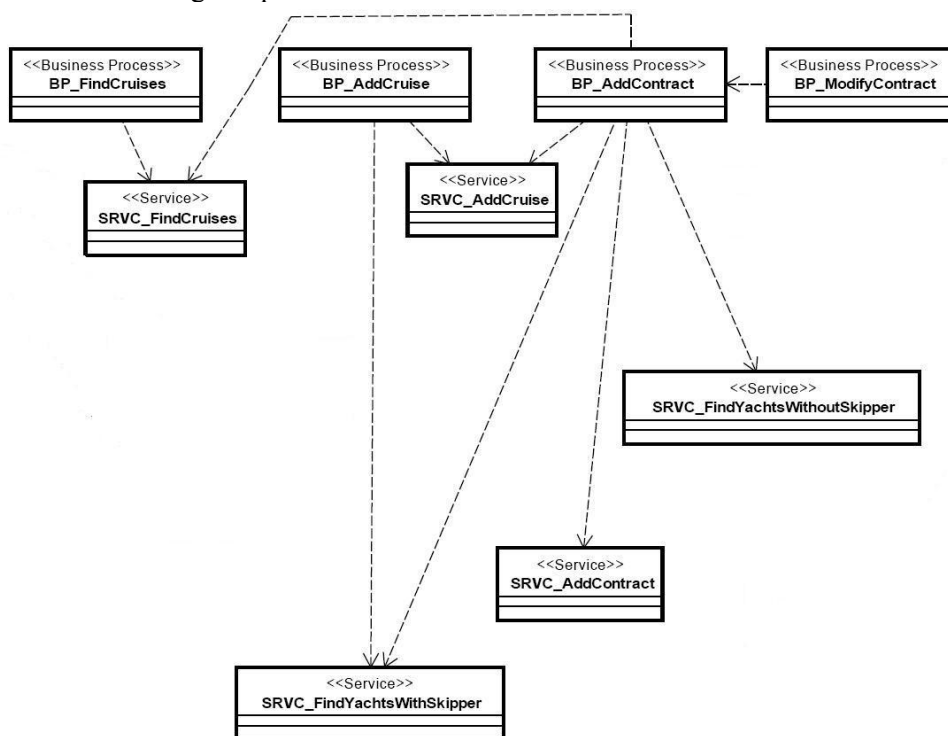 <<Business Process>>
BP_FindCruises
<<Business Process>>
BP_AddCruise
<<Business Process>>
BP_AddContract
<<Business Process>>
BP_ModifyContract
<<Service>>
SRVC_FindCruises
<<Service>>
SRVC_AddCruise
<<Service>>
SRVC_FindYachtsWithoutSkipper
<<Service>>
SRVC_AddContract
<<Service>>
SRVC_FindYachtsWithSkipper